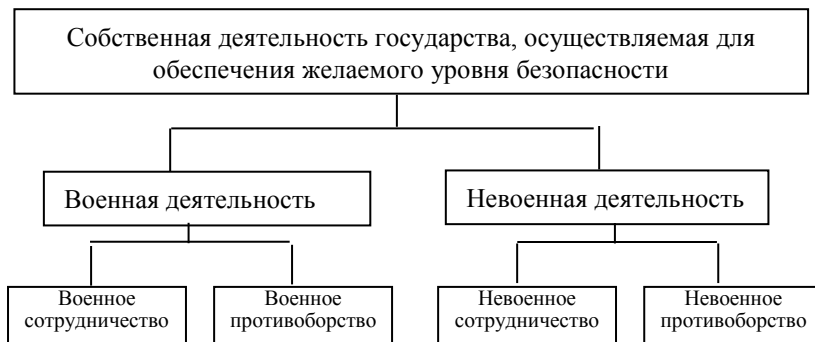 Собственная деятельность государства, осуществляемая для
обеспечения желаемого уровня безопасности
Военная деятельность
Невоенная деятельность
Военное
сотрудничество
Военное
противоборство
Невоенное
сотрудничество
Невоенное
противоборство